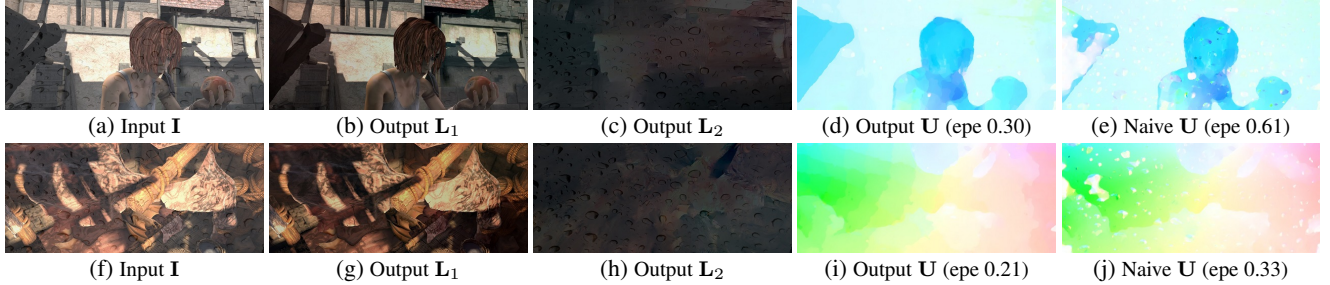 (a) Input I (b) Output L₁ (c) Output L₂ (d) Output U (epe 0.30) (e) Naive U (epe 0.61)
(f) Input I (g) Output L₁ (h) Output L₂ (i) Output U (epe 0.21) (j) Naive U (epe 0.33)